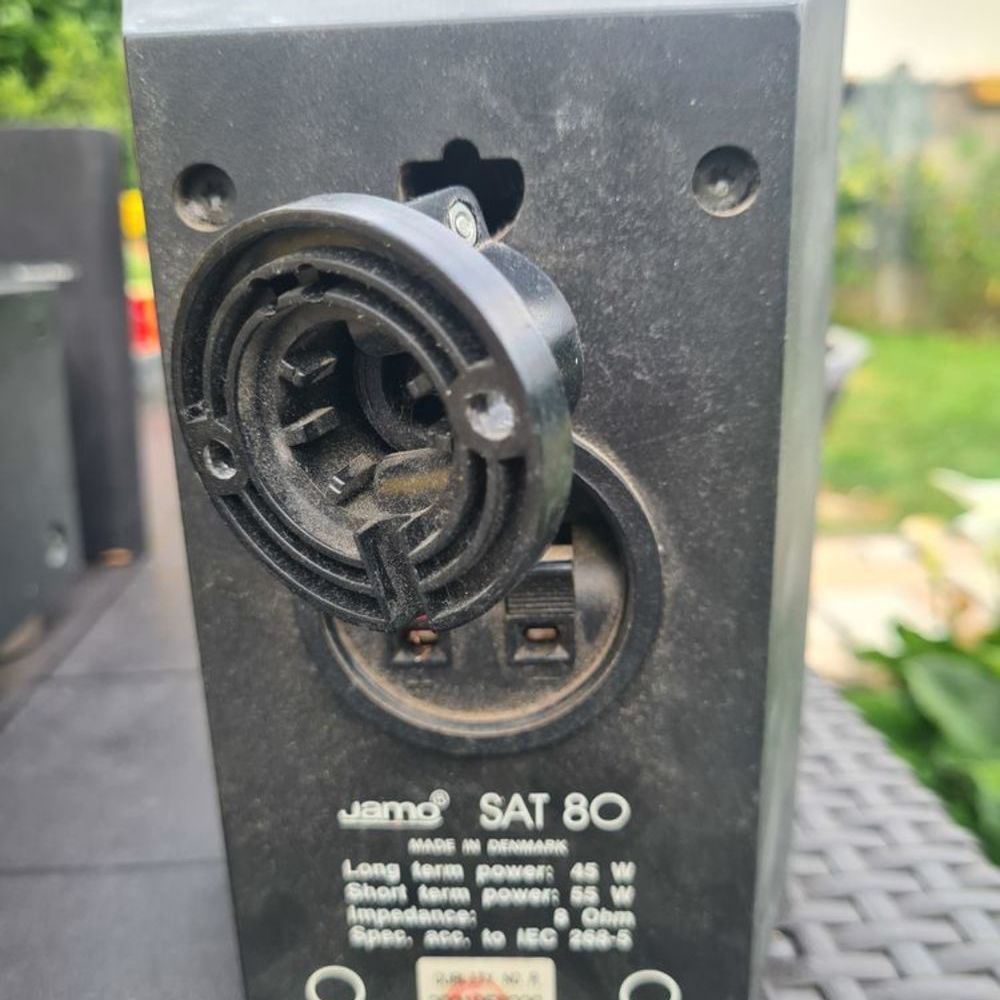 Jamo® SAT 80
MADE IN DENMARK
Long term power: 45 W
Short term power: 55 W
Impedance: 8 Ohm
Spec. acc. to IEC 268-5